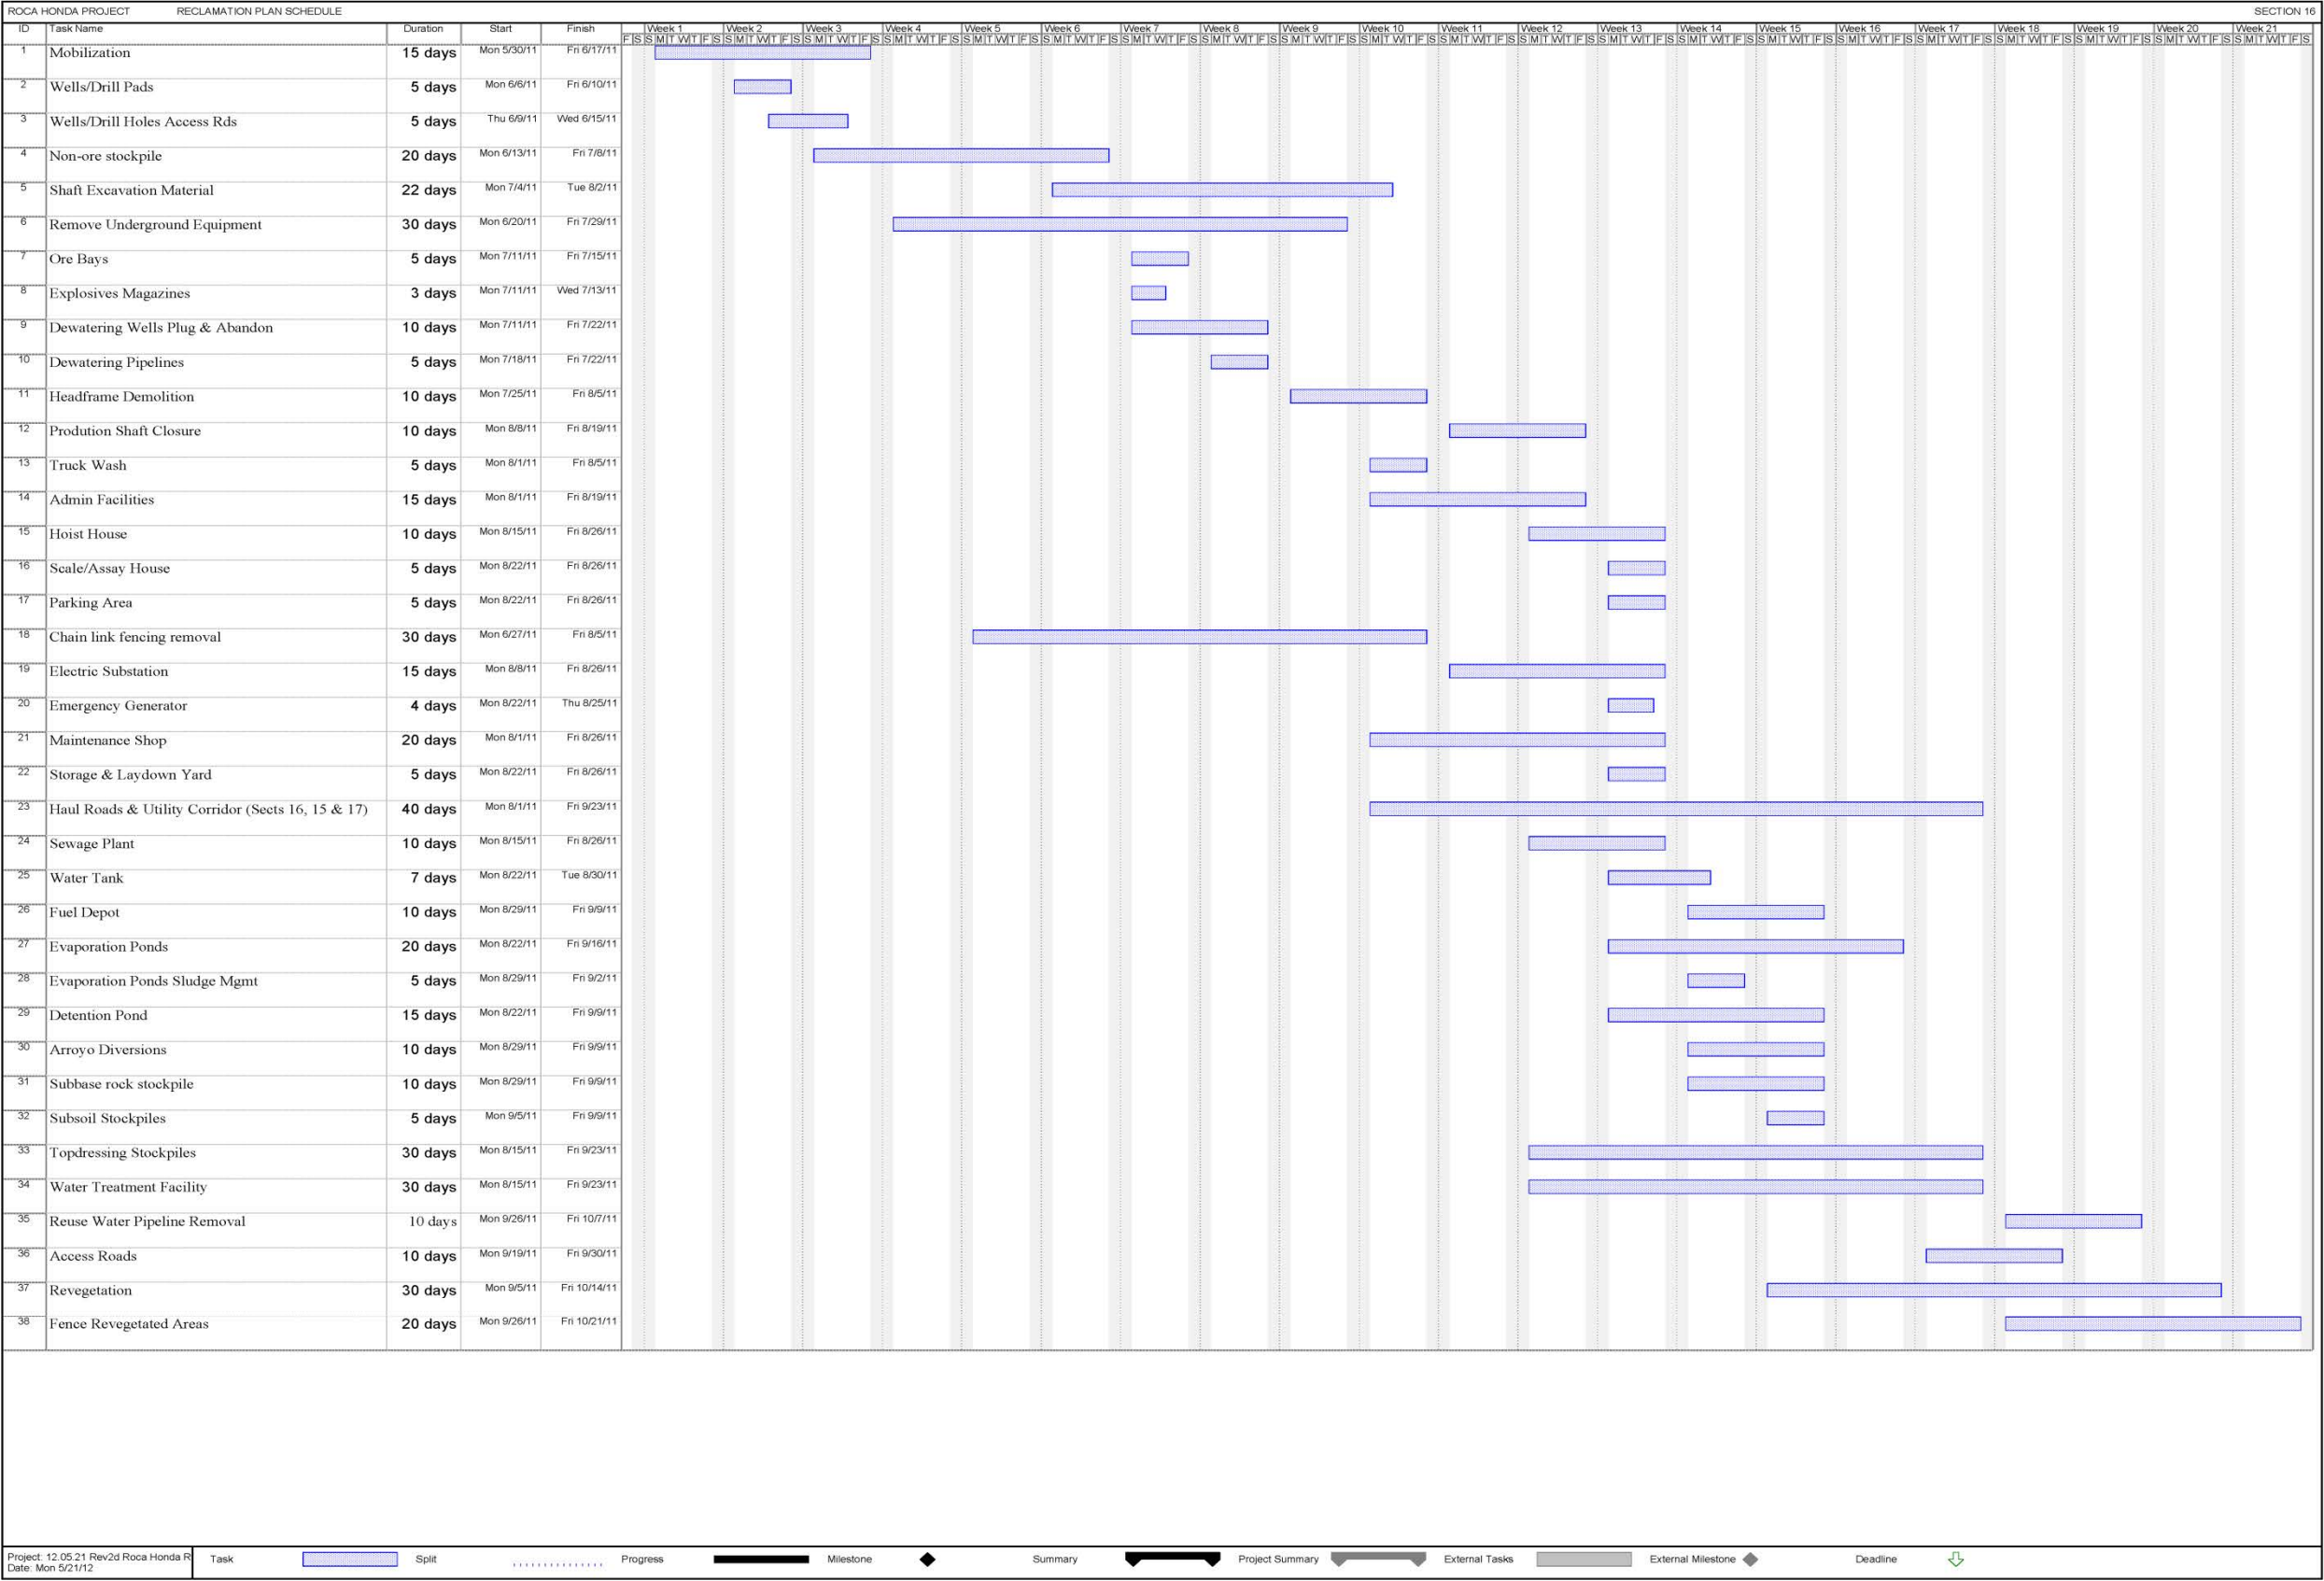 ROCA HONDA PROJECT RECLAMATION PLAN SCHEDULE SECTION 16
ID Task Name Duration Start Finish Week 1 Week 2 Week 3 Week 4 Week 5 Week 6 Week 7 Week 8 Week 9 Week 10 Week 11 Week 12 Week 13 Week 14 Week 15 Week 16 Week 17 Week 18 Week 19 Week 20 Week 21
F S S M T W T F S S M T W T F S S M T W T F S S M T W T F S S M T W T F S S M T W T F S S M T W T F S S M T W T F S S M T W T F S S M T W T F S S M T W T F S S M T W T F S S M T W T F S S M T W T F S S M T W T F S S M T W T F S S M T W T F S S M T W T F S S M T W T F S S M T W T F S S M T W T F S
1 Mobilization 15 days Mon 5/30/11 Fri 6/17/11
2 Wells/Drill Pads 5 days Mon 6/6/11 Fri 6/10/11
3 Wells/Drill Holes Access Rds 5 days Thu 6/9/11 Wed 6/15/11
4 Non-ore stockpile 20 days Mon 6/13/11 Fri 7/8/11
5 Shaft Excavation Material 22 days Mon 7/4/11 Tue 8/2/11
6 Remove Underground Equipment 30 days Mon 6/20/11 Fri 7/29/11
7 Ore Bays 5 days Mon 7/11/11 Fri 7/15/11
8 Explosives Magazines 3 days Mon 7/11/11 Wed 7/13/11
9 Dewatering Wells Plug & Abandon 10 days Mon 7/11/11 Fri 7/22/11
10 Dewatering Pipelines 5 days Mon 7/18/11 Fri 7/22/11
11 Headframe Demolition 10 days Mon 7/25/11 Fri 8/5/11
12 Prodution Shaft Closure 10 days Mon 8/8/11 Fri 8/19/11
13 Truck Wash 5 days Mon 8/1/11 Fri 8/5/11
14 Admin Facilities 15 days Mon 8/1/11 Fri 8/19/11
15 Hoist House 10 days Mon 8/15/11 Fri 8/26/11
16 Scale/Assay House 5 days Mon 8/22/11 Fri 8/26/11
17 Parking Area 5 days Mon 8/22/11 Fri 8/26/11
18 Chain link fencing removal 30 days Mon 6/27/11 Fri 8/5/11
19 Electric Substation 15 days Mon 8/8/11 Fri 8/26/11
20 Emergency Generator 4 days Mon 8/22/11 Thu 8/25/11
21 Maintenance Shop 20 days Mon 8/1/11 Fri 8/26/11
22 Storage & Laydown Yard 5 days Mon 8/22/11 Fri 8/26/11
23 Haul Roads & Utility Corridor (Sects 16, 15 & 17) 40 days Mon 8/1/11 Fri 9/23/11
24 Sewage Plant 10 days Mon 8/15/11 Fri 8/26/11
25 Water Tank 7 days Mon 8/22/11 Tue 8/30/11
26 Fuel Depot 10 days Mon 8/29/11 Fri 9/9/11
27 Evaporation Ponds 20 days Mon 8/22/11 Fri 9/16/11
28 Evaporation Ponds Sludge Mgmt 5 days Mon 8/29/11 Fri 9/2/11
29 Detention Pond 15 days Mon 8/22/11 Fri 9/9/11
30 Arroyo Diversions 10 days Mon 8/29/11 Fri 9/9/11
31 Subbase rock stockpile 10 days Mon 8/29/11 Fri 9/9/11
32 Subsoil Stockpiles 5 days Mon 9/5/11 Fri 9/9/11
33 Topdressing Stockpiles 30 days Mon 8/15/11 Fri 9/23/11
34 Water Treatment Facility 30 days Mon 8/15/11 Fri 9/23/11
35 Reuse Water Pipeline Removal 10 days Mon 9/26/11 Fri 10/7/11
36 Access Roads 10 days Mon 9/19/11 Fri 9/30/11
37 Revegetation 30 days Mon 9/5/11 Fri 10/14/11
38 Fence Revegetated Areas 20 days Mon 9/26/11 Fri 10/21/11
Project: 12.05.21 Rev2d Roca Honda R
Date: Mon 5/21/12
Task Split Progress Milestone Summary Project Summary External Tasks External Milestone Deadline